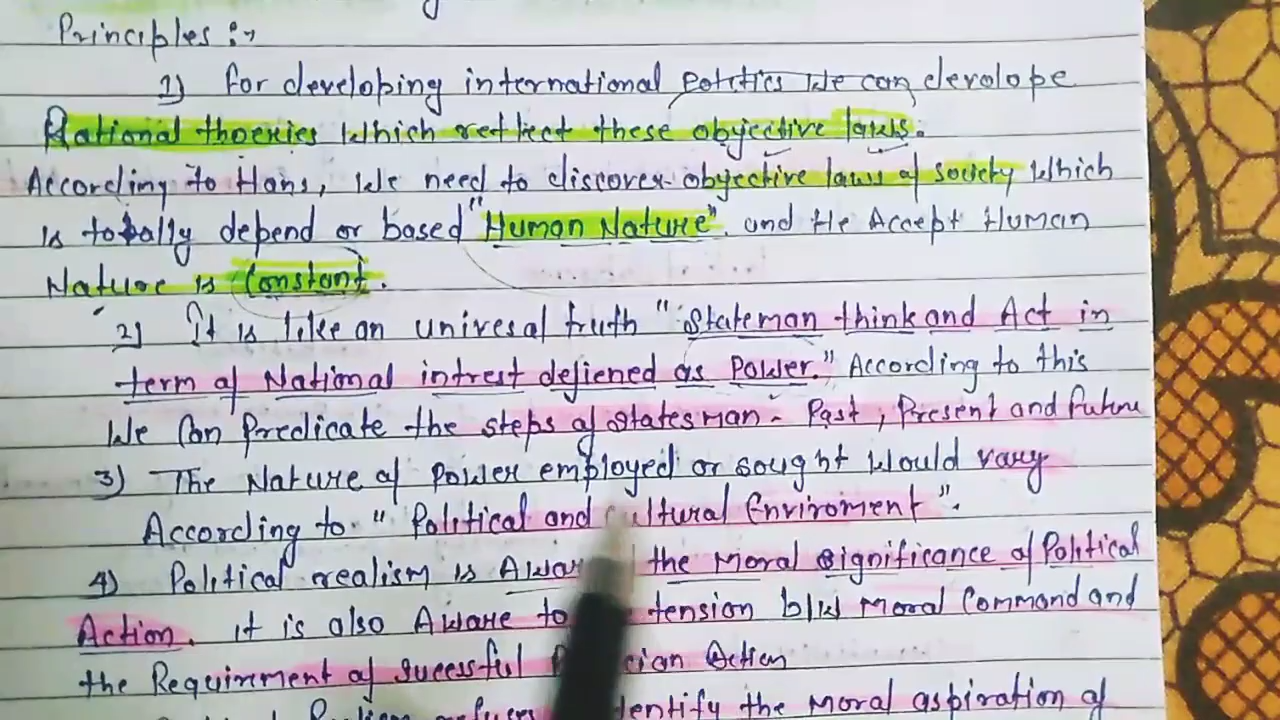 Principles :-
1) For developing international politics we can devolope
Rational thoeries which reflect these objective laws.
According to Hans, we need to discover objective laws of society which
is totally depend or based "Human Nature". and He Accept Human
Nature is Constant.
2) It is like an univesal truth "Stateman think and Act in
term of National intrest defiened as Power." According to this
we can Predicate the steps of statesman - Past, Present and future
3) The Nature of Power employed or sought would vary
According to "Political and Cultural Enviroment".
4) Political realism is the Moral significance of Political
Action. it is also Aware to tension b/w Moral Command and
the Requirment of sucessful Action
the Moral aspiration of